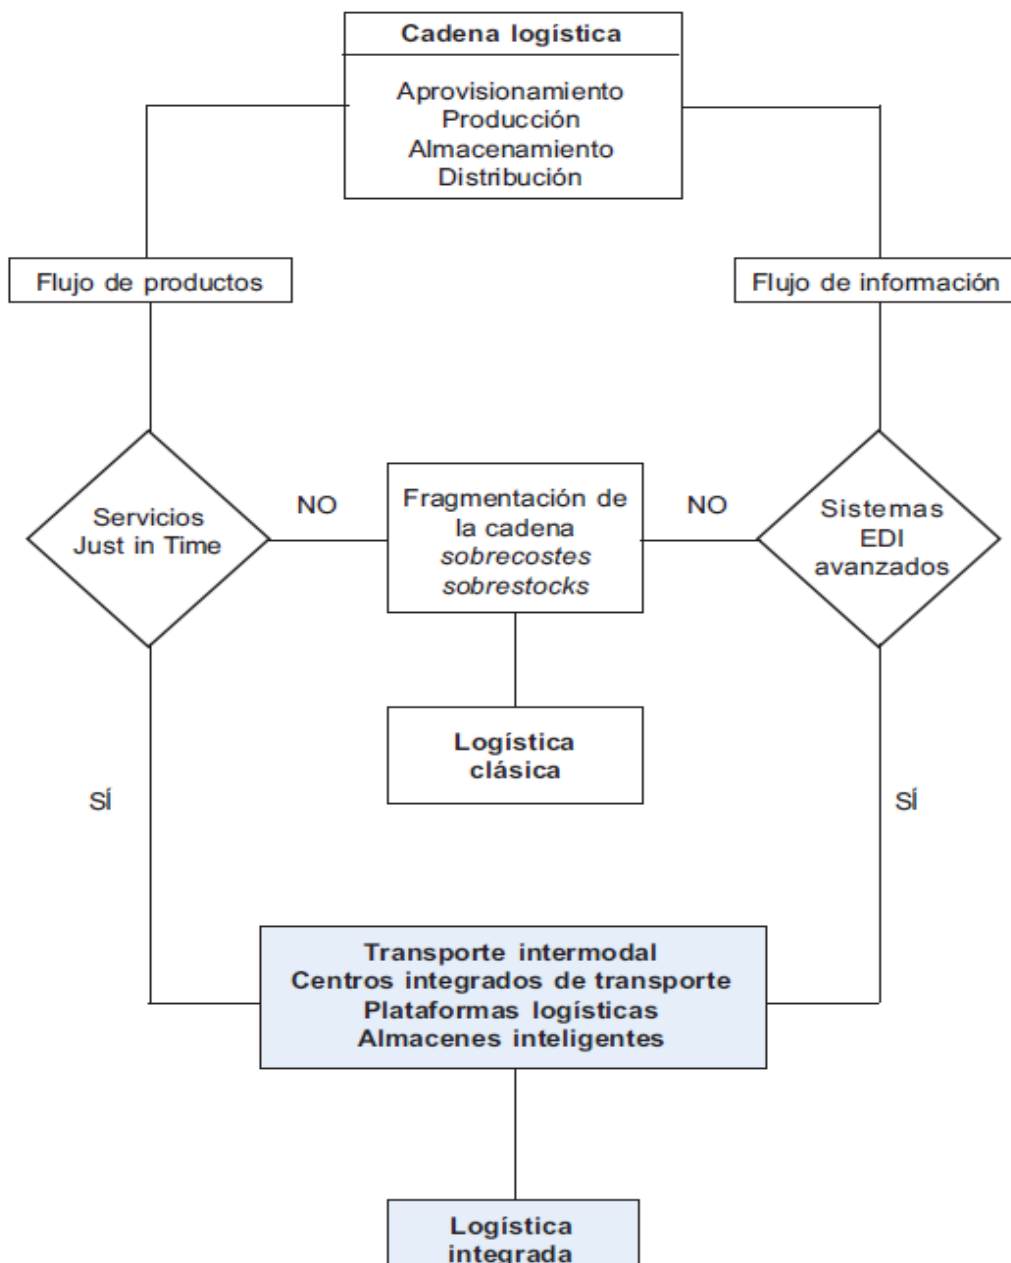 Cadena logística
Aprovisionamiento
Producción
Almacenamiento
Distribución
Flujo de productos
Flujo de información
Servicios
Just in Time
NO
Fragmentación de
la cadena
sobrecostes
sobrestocks
NO
Sistemas
EDI
avanzados
Logística
clásica
SÍ
SÍ
Transporte intermodal
Centros integrados de transporte
Plataformas logísticas
Almacenes inteligentes
Logística
integrada